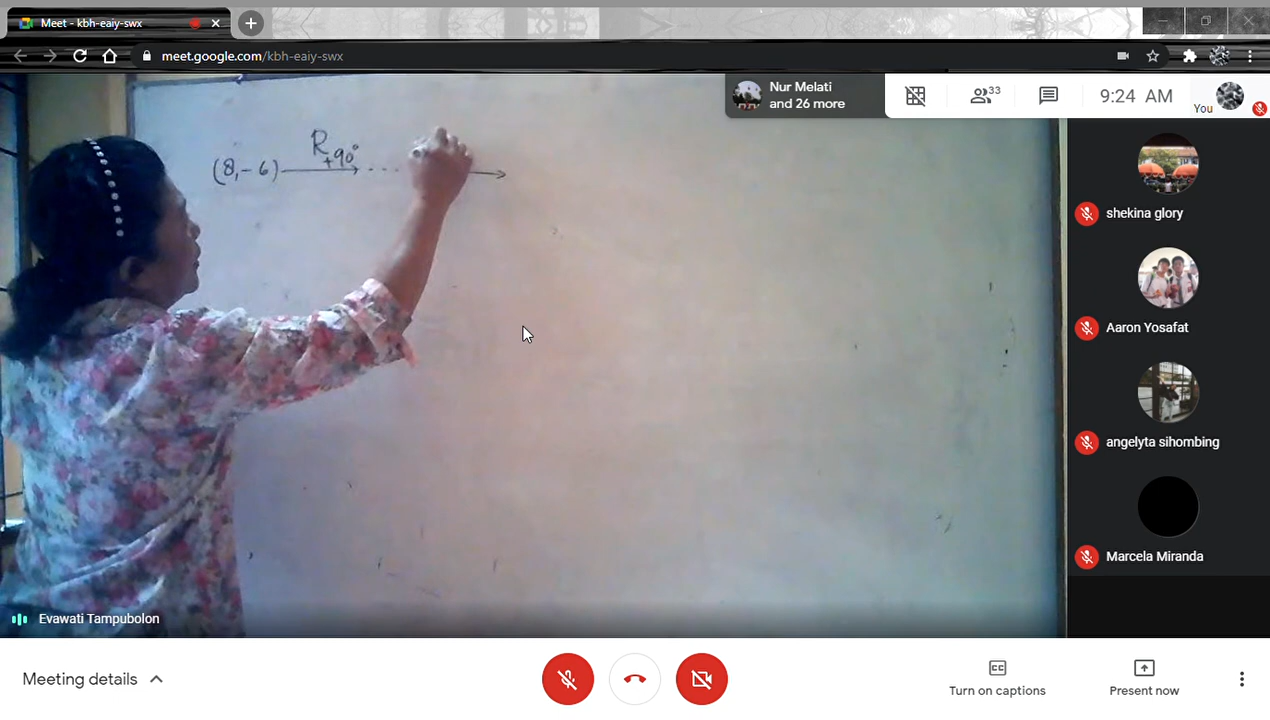 Meet - kbh-eaiy-swx
meet.google.com/kbh-eaiy-swx
Nur Melati
and 26 more
33
9:24 AM
You
(8,-6) R+90° ...
shekina glory
Aaron Yosafat
angelyta sihombing
Marcela Miranda
Evawati Tampubolon
Meeting details
Turn on captions
Present now